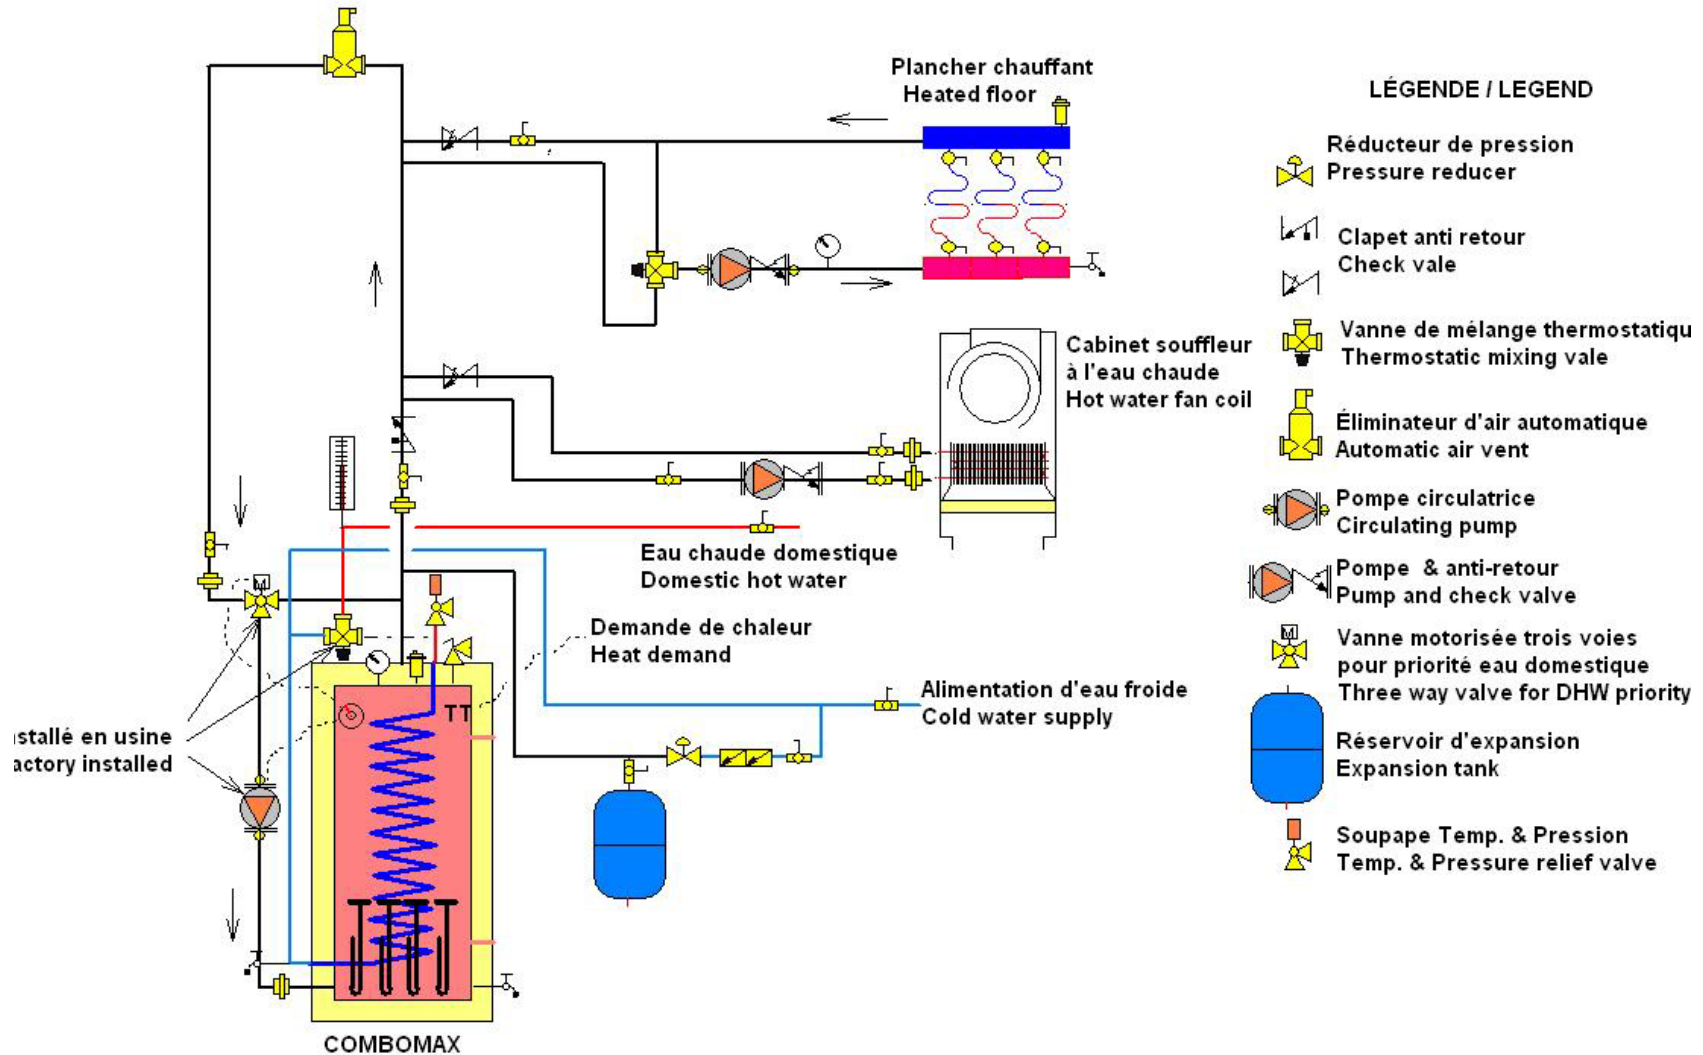 Plancher chauffant
Heated floor
Cabinet souffleur
à l'eau chaude
Hot water fan coil
Eau chaude domestique
Domestic hot water
M
Demande de chaleur
Heat demand
Alimentation d'eau froide
Cold water supply
TT
nstallé en usine
actory installed
COMBOMAX
LÉGENDE / LEGEND
Réducteur de pression
Pressure reducer
Clapet anti retour
Check vale
Vanne de mélange thermostatiqu
Thermostatic mixing vale
Éliminateur d'air automatique
Automatic air vent
Pompe circulatrice
Circulating pump
Pompe & anti-retour
Pump and check valve
M
Vanne motorisée trois voies
pour priorité eau domestique
Three way valve for DHW priority
Réservoir d'expansion
Expansion tank
Soupape Temp. & Pression
Temp. & Pressure relief valve